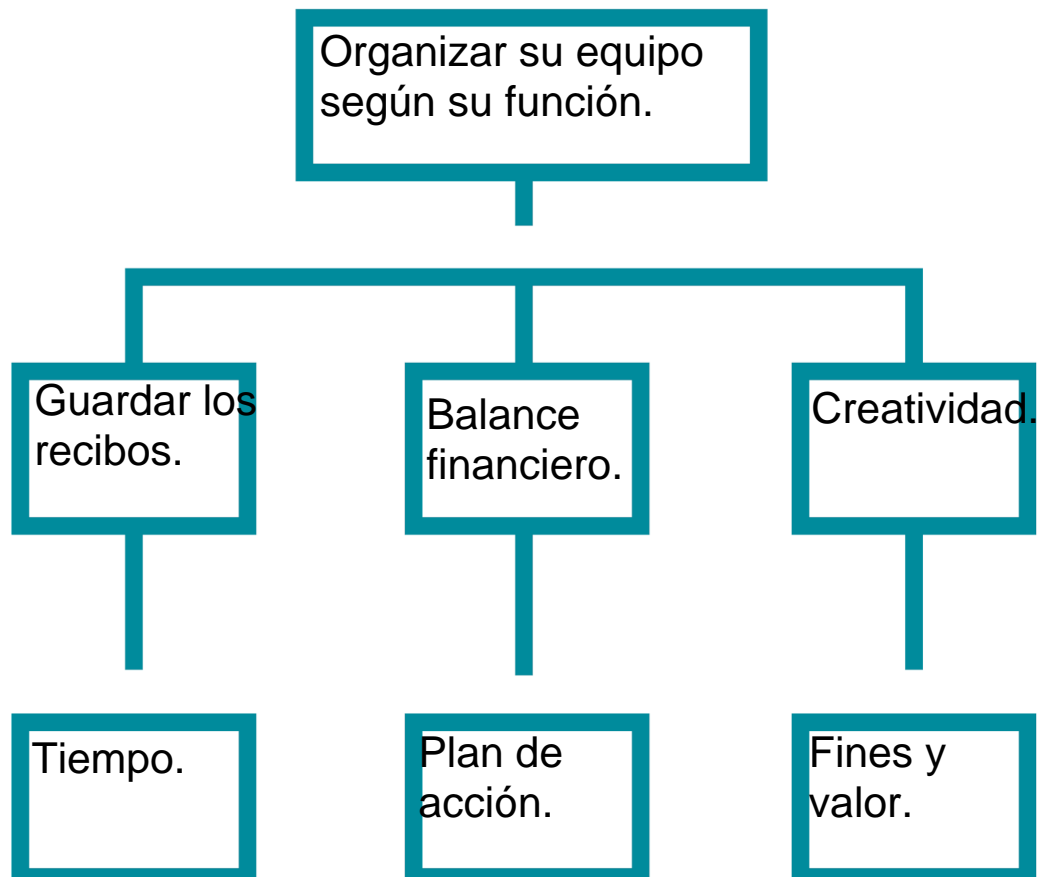 Organizar su equipo
según su función.
Guardar los
recibos.
Balance
financiero.
Creatividad.
Tiempo.
Plan de
acción.
Fines y
valor.